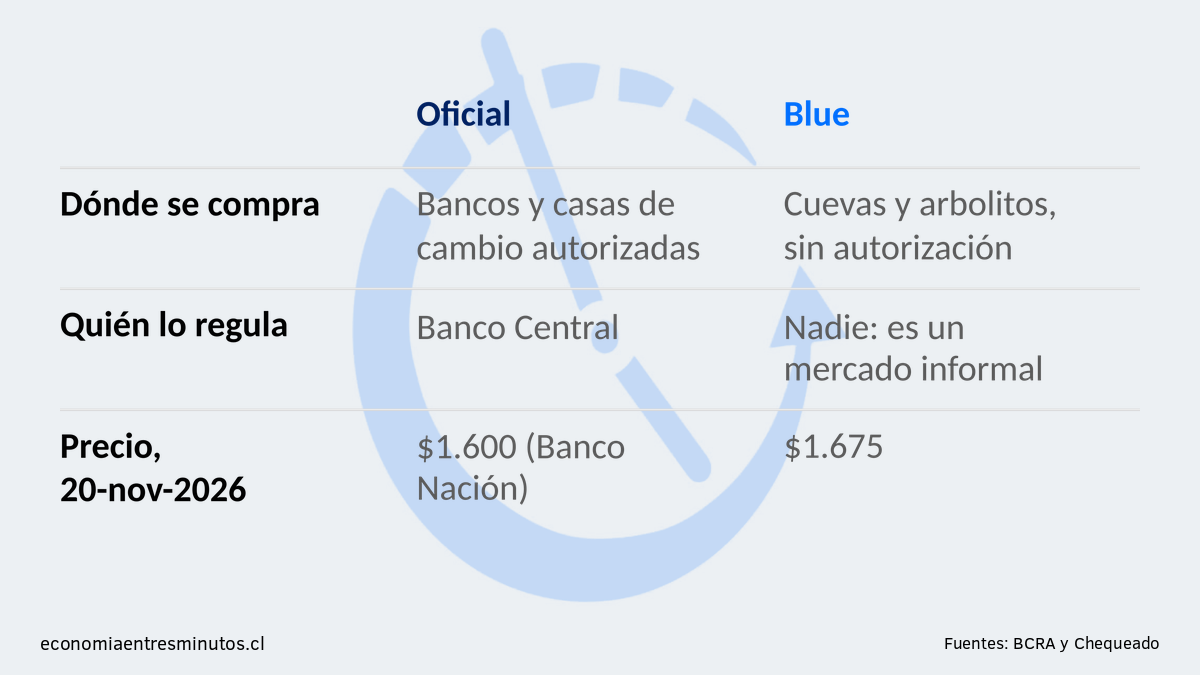 Oficial
Blue
Dónde se compra
Bancos y casas de
cambio autorizadas
Cuevas y arbolitos,
sin autorización
Quién lo regula
Banco Central
Nadie: es un
mercado informal
Precio,
20-nov-2026
$1.600 (Banco
Nación)
$1.675
economiaentresminutos.cl
Fuentes: BCRA y Chequeado